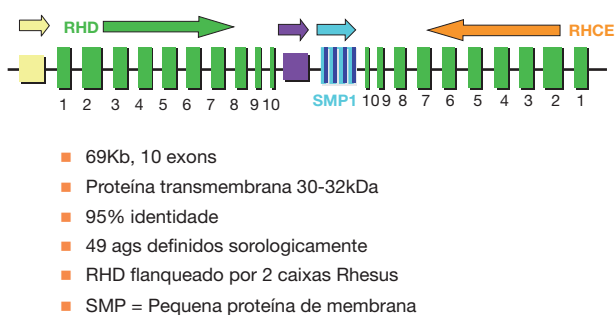 RHD
RHCE
1 2 3 4 5 6 7 8 9 10 SMP1 10 9 8 7 6 5 4 3 2 1
69Kb, 10 exons
Proteína transmembrana 30-32kDa
95% identidade
49 ags definidos sorologicamente
RHD flanqueado por 2 caixas Rhesus
SMP = Pequena proteína de membrana